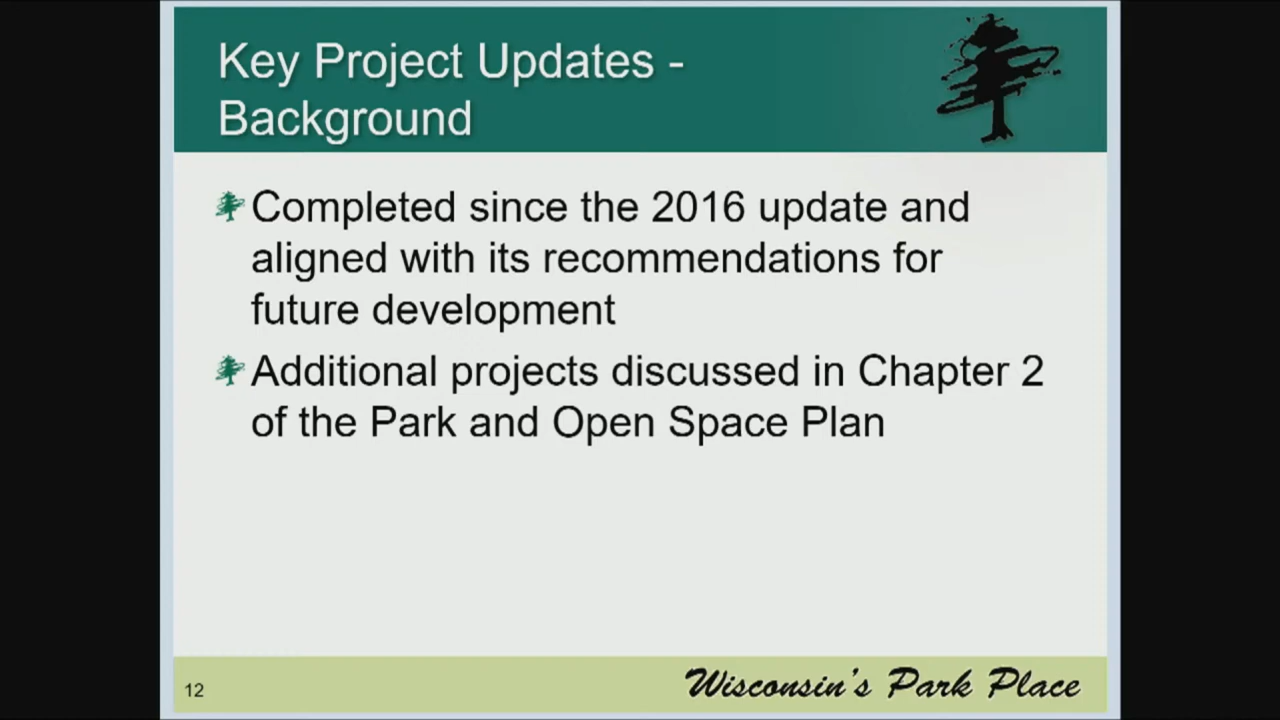 Key Project Updates -
Background
Completed since the 2016 update and
aligned with its recommendations for
future development
Additional projects discussed in Chapter 2
of the Park and Open Space Plan
12
Wisconsin's Park Place